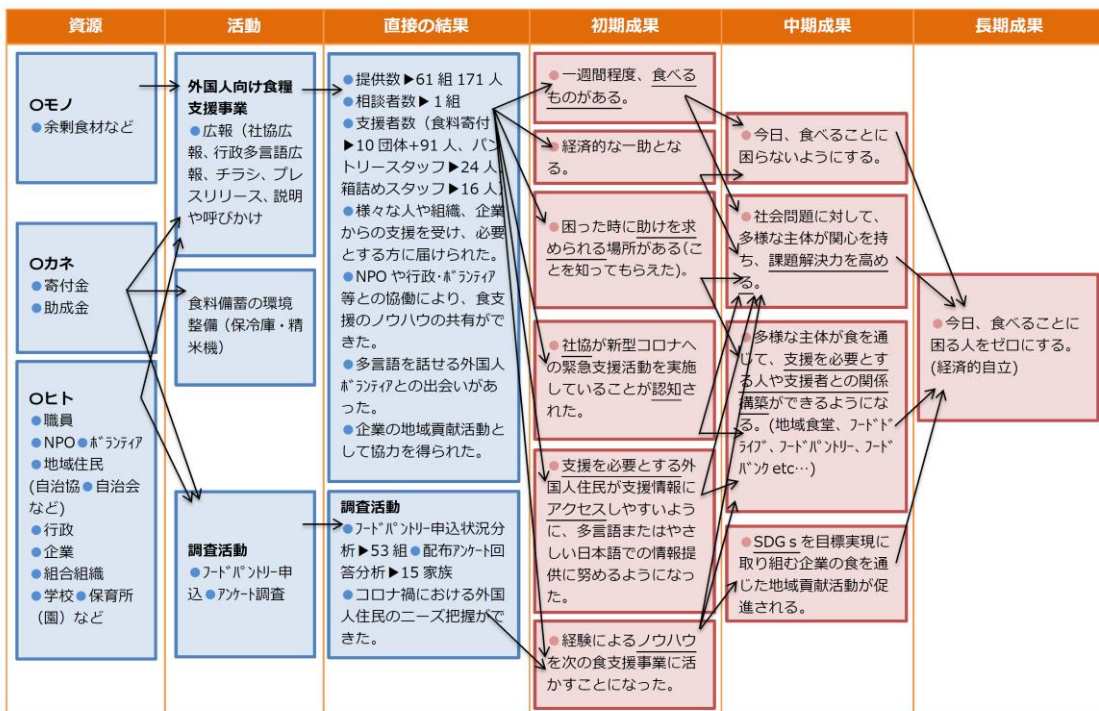 資源
活動
直接の結果
初期成果
中期成果
長期成果
○モノ
●余剰食材など
○カネ
●寄付金
●助成金
○ヒト
●職員
●NPO●ボランティア
●地域住民
(自治協●自治会
など)
●行政
●企業
●組合組織
●学校●保育所
（園）など
外国人向け食糧
支援事業
●広報（社協広
報、行政多言語広
報、チラシ、プレ
スリリース、説明
や呼びかけ
食料備蓄の環境
整備（保冷庫・精
米機）
調査活動
●フードパントリー申
込●アンケート調査
●提供数▶61組171人
●相談者数▶1組
●支援者数（食料寄付
▶10団体+91人、パン
トリースタッフ▶24人、
箱詰めスタッフ▶16人）
●様々な人や組織、企業
からの支援を受け、必要
とする方に届けられた。
●NPOや行政・ボランティア
等との協働により、食支
援のノウハウの共有がで
きた。
●多言語を話せる外国人
ボランティアとの出会いがあ
った。
●企業の地域貢献活動と
して協力を得られた。
調査活動
●フードパントリー申込状況分
析▶53組●配布アンケート回
答分析▶15家族
●コロナ禍における外国
人住民のニーズ把握がで
きた。
●一週間程度、食べる
ものがある。
●経済的な一助とな
る。
●困った時に助けを求
められる場所がある(こ
とを知ってもらえた)。
●社協が新型コロナへ
の緊急支援活動を実施
していることが認知さ
れた。
●支援を必要とする外
国人住民が支援情報に
アクセスしやすいよう
に、多言語またはやさ
しい日本語での情報提
供に努めるようになっ
た。
●経験によるノウハウ
を次の食支援事業に活
かすことになった。
●今日、食べることに
困らないようにする。
●社会問題に対して、
多様な主体が関心を持
ち、課題解決力を高め
る。
●多様な主体が食を通
じて、支援を必要とす
る人や支援者との関係
構築ができるようにな
る。(地域食堂、フードド
ライブ、フードパントリー、フード
バンク etc…)
●SDGsを目標実現に
取り組む企業の食を通
じた地域貢献活動が促
進される。
●今日、食べることに
困る人をゼロにする。
(経済的自立)